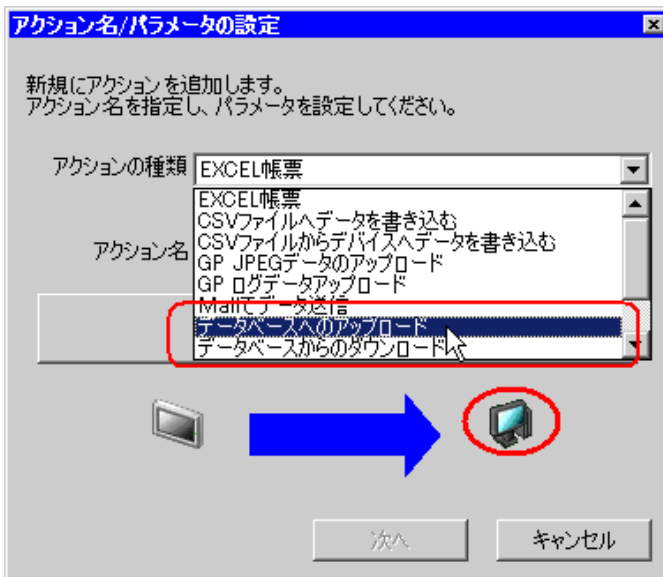 アクション名/パラメータの設定
新規にアクションを追加します。
アクション名を指定し、パラメータを設定してください。
アクションの種類 EXCEL帳票
EXCEL帳票
CSVファイルへデータを書き込む
アクション名 CSVファイルからデバイスへデータを書き込む
GP JPEGデータのアップロード
GP ログデータアップロード
Mailでデータ送信
データベースへのアップロード
データベースからのダウンロード
次へ キャンセル